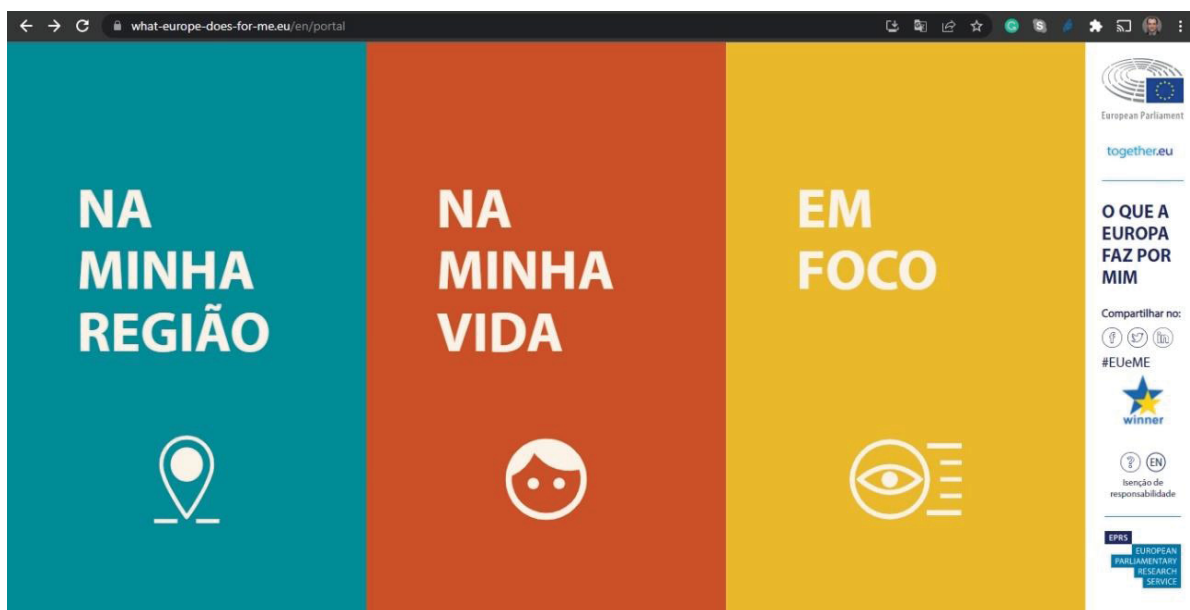 what-europe-does-for-me.eu/en/portal
NA
MINHA
REGIÃO
NA
MINHA
VIDA
EM
FOCO
European Parliament
together.eu
O QUE A
EUROPA
FAZ POR
MIM
Compartilhar no:
#EUeME
winner
? EN
Isenção de
responsabilidade
EPRS
EUROPEAN
PARLIAMENTARY
RESEARCH
SERVICE